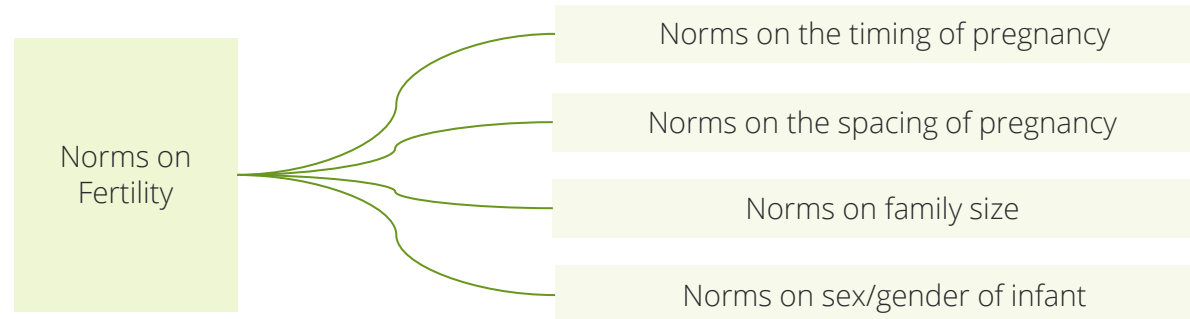 Norms on
Fertility
Norms on the timing of pregnancy
Norms on the spacing of pregnancy
Norms on family size
Norms on sex/gender of infant